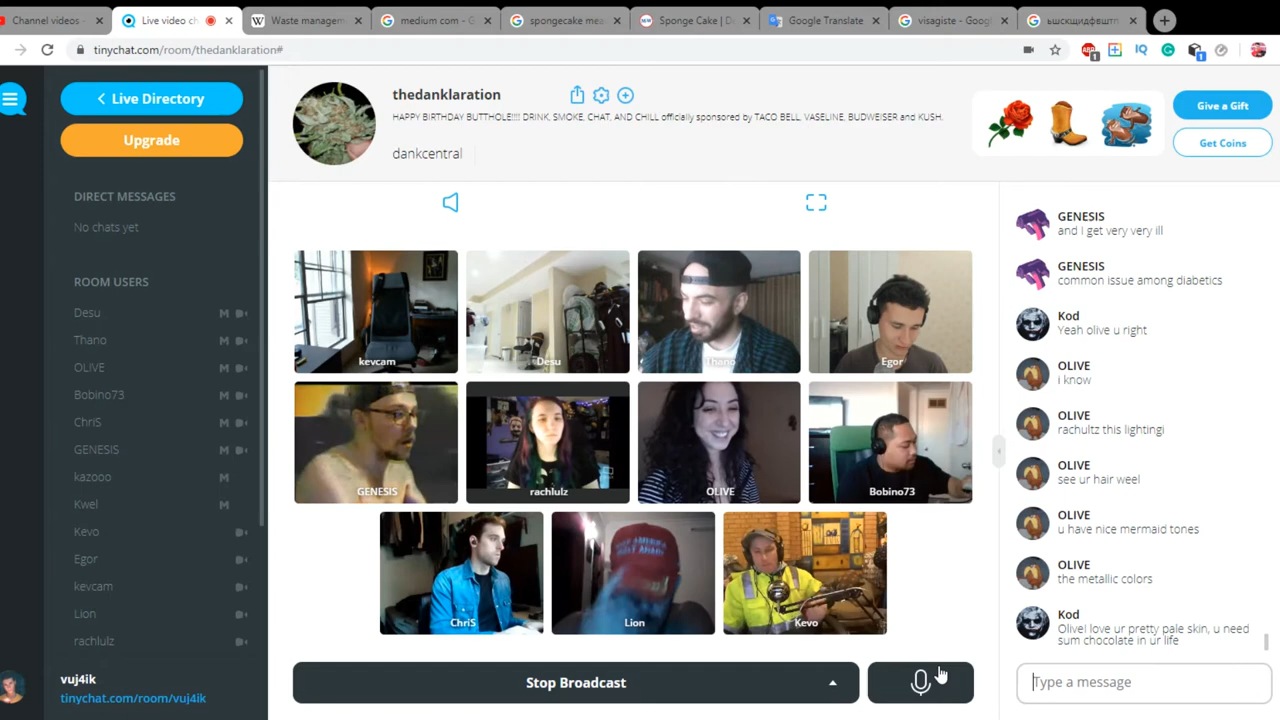 Channel videos -
Live video ch
Waste managem
medium com - G
spongecake mea
Sponge Cake | D
Google Translate
visagiste - Goog
ьшсқщидфвштп
tinychat.com/room/thedanklaration#
Live Directory
Upgrade
DIRECT MESSAGES
No chats yet
ROOM USERS
Desu M
Thano M
OLIVE M
Bobino73 M
ChriS M
GENESIS M
kazooo M
Kwel M
Kevo
Egor
kevcam
Lion
rachlulz
vuj4ik
tinychat.com/room/vuj4ik
thedanklaration
HAPPY BIRTHDAY BUTTHOLE!!!! DRINK, SMOKE, CHAT, AND CHILL officially sponsored by TACO BELL, VASELINE, BUDWEISER and KUSH.
dankcentral
Give a Gift
Get Coins
kevcam
Desu
Thano
Egor
GENESIS
rachlulz
OLIVE
Bobino73
ChriS
Lion
Kevo
Stop Broadcast
GENESIS
and I get very very ill
GENESIS
common issue among diabetics
Kod
Yeah olive u right
OLIVE
i know
OLIVE
rachultz this lightingi
OLIVE
see ur hair weel
OLIVE
u have nice mermaid tones
OLIVE
the metallic colors
Kod
OliveI love ur pretty pale skin, u need
sum chocolate in ur life
Type a message